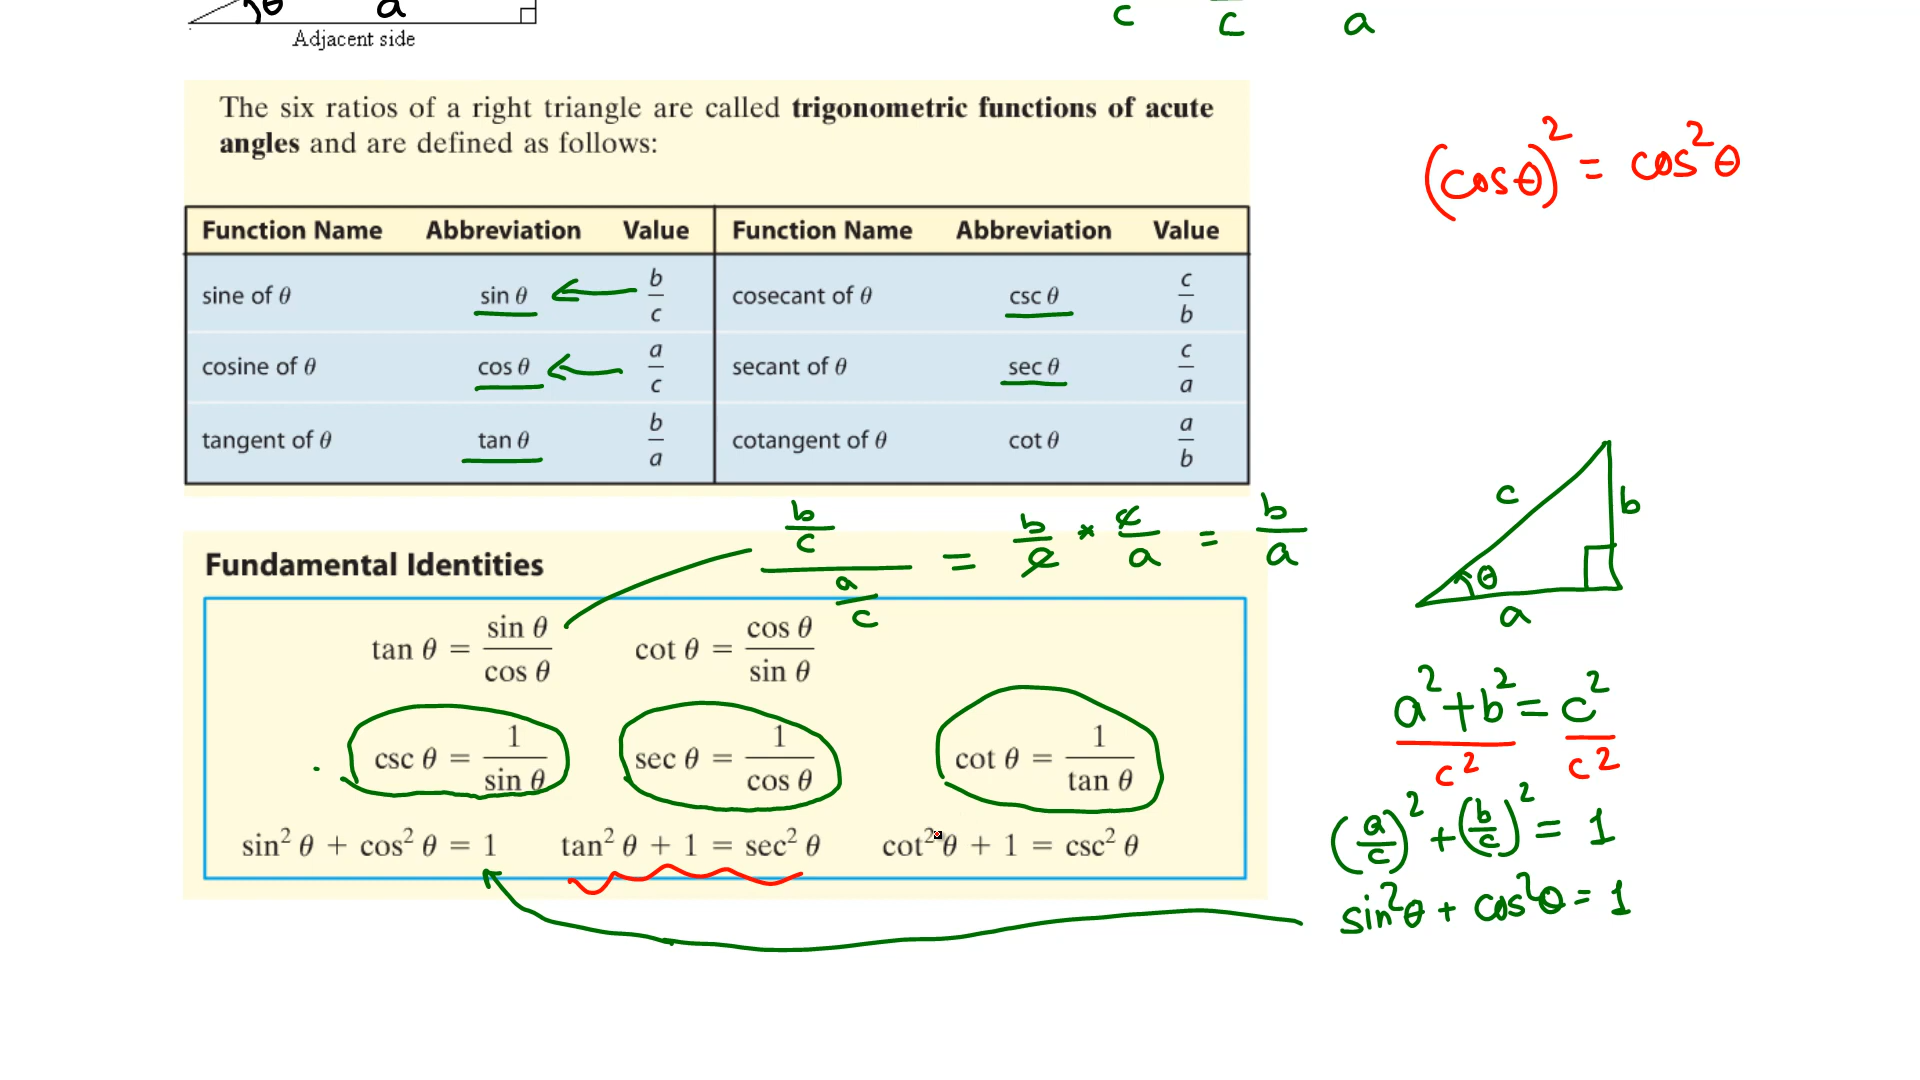 θ a
Adjacent side
c c a
The six ratios of a right triangle are called trigonometric functions of acute
angles and are defined as follows:
(cosθ)² = cos²θ
Function Name Abbreviation Value Function Name Abbreviation Value
sine of θ sin θ b/c cosecant of θ csc θ c/b
cosine of θ cos θ a/c secant of θ sec θ c/a
tangent of θ tan θ b/a cotangent of θ cot θ a/b
c b θ a
(b/c)/(a/c) = b/c * c/a = b/a
Fundamental Identities
tan θ = sin θ/cos θ cot θ = cos θ/sin θ
csc θ = 1/sin θ sec θ = 1/cos θ cot θ = 1/tan θ
sin² θ + cos² θ = 1 tan² θ + 1 = sec² θ cot² θ + 1 = csc² θ
a² + b² = c²
c² c²
(a/c)² + (b/c)² = 1
sin²θ + cos²θ = 1